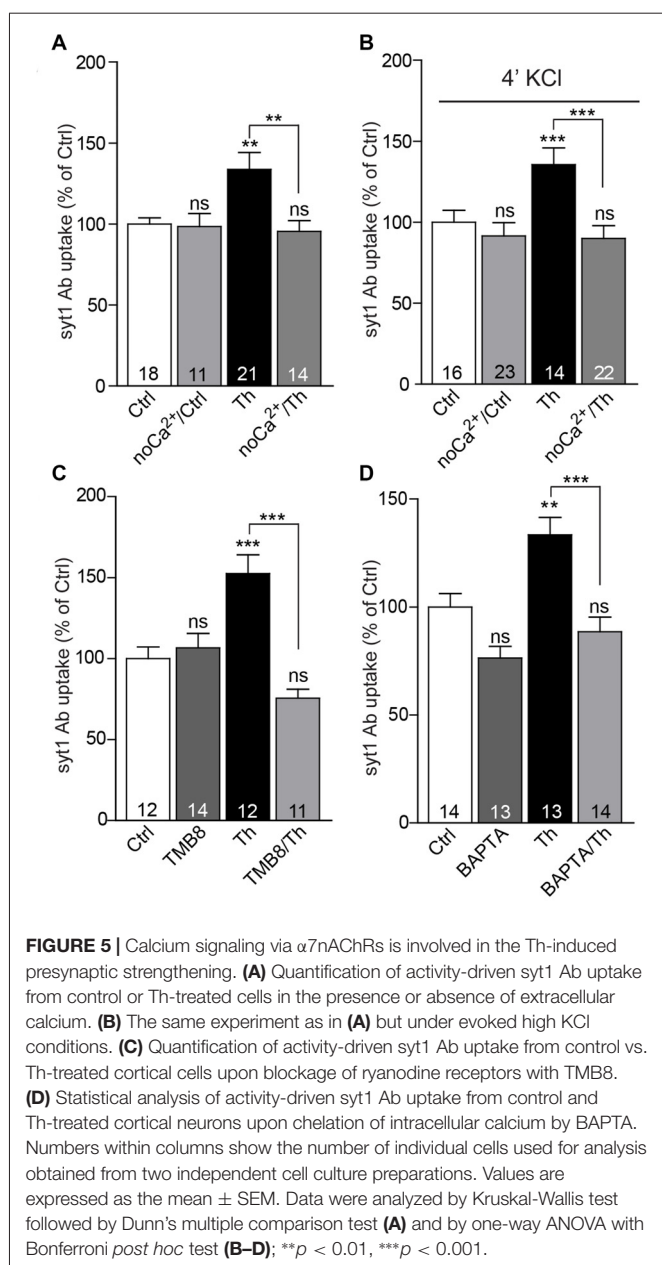 A
200
150
100
50
0
syt1 Ab uptake (% of Ctrl)
ns
**
**
ns
18
11
21
14
Ctrl
noCa²⁺/Ctrl
Th
noCa²⁺/Th
B
4' KCl
200
150
100
50
0
syt1 Ab uptake (% of Ctrl)
ns
***
***
ns
16
23
14
22
Ctrl
noCa²⁺/Ctrl
Th
noCa²⁺/Th
C
200
150
100
50
0
syt1 Ab uptake (% of Ctrl)
ns
***
***
ns
12
14
12
11
Ctrl
TMB8
Th
TMB8/Th
D
150
100
50
0
syt1 Ab uptake (% of Ctrl)
ns
**
***
ns
14
13
13
14
Ctrl
BAPTA
Th
BAPTA/Th
FIGURE 5 | Calcium signaling via α7nAChRs is involved in the Th-induced
presynaptic strengthening. (A) Quantification of activity-driven syt1 Ab uptake
from control or Th-treated cells in the presence or absence of extracellular
calcium. (B) The same experiment as in (A) but under evoked high KCl
conditions. (C) Quantification of activity-driven syt1 Ab uptake from control vs.
Th-treated cortical cells upon blockage of ryanodine receptors with TMB8.
(D) Statistical analysis of activity-driven syt1 Ab uptake from control and
Th-treated cortical neurons upon chelation of intracellular calcium by BAPTA.
Numbers within columns show the number of individual cells used for analysis
obtained from two independent cell culture preparations. Values are
expressed as the mean ± SEM. Data were analyzed by Kruskal-Wallis test
followed by Dunn's multiple comparison test (A) and by one-way ANOVA with
Bonferroni post hoc test (B–D); **p < 0.01, ***p < 0.001.